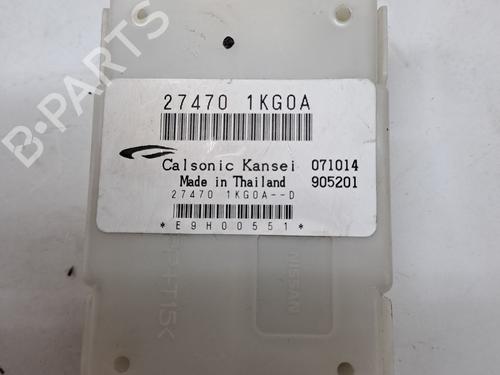 27470 1KG0A
Calsonic Kansei 071014
Made in Thailand 905201
27470 1KG0A--D
*E9H00551*
NISSAN
B-PARTS